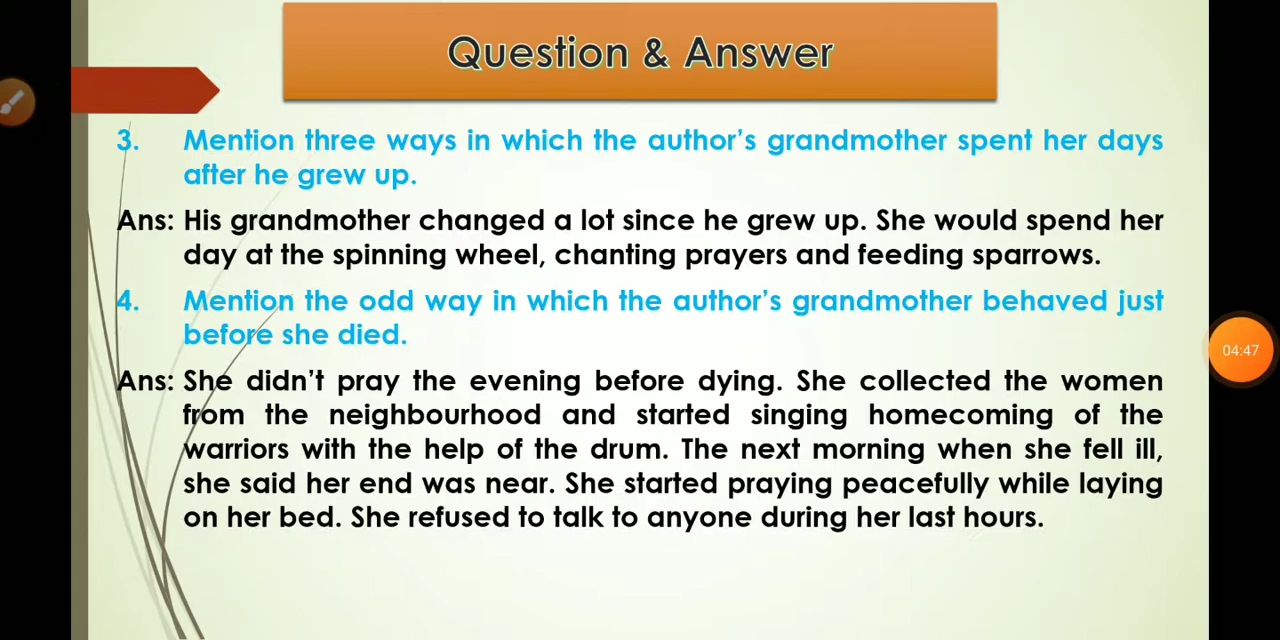 Question & Answer
3. Mention three ways in which the author's grandmother spent her days
after he grew up.
Ans: His grandmother changed a lot since he grew up. She would spend her
day at the spinning wheel, chanting prayers and feeding sparrows.
4. Mention the odd way in which the author's grandmother behaved just
before she died.
Ans: She didn't pray the evening before dying. She collected the women
from the neighbourhood and started singing homecoming of the
warriors with the help of the drum. The next morning when she fell ill,
she said her end was near. She started praying peacefully while laying
on her bed. She refused to talk to anyone during her last hours.
04:47